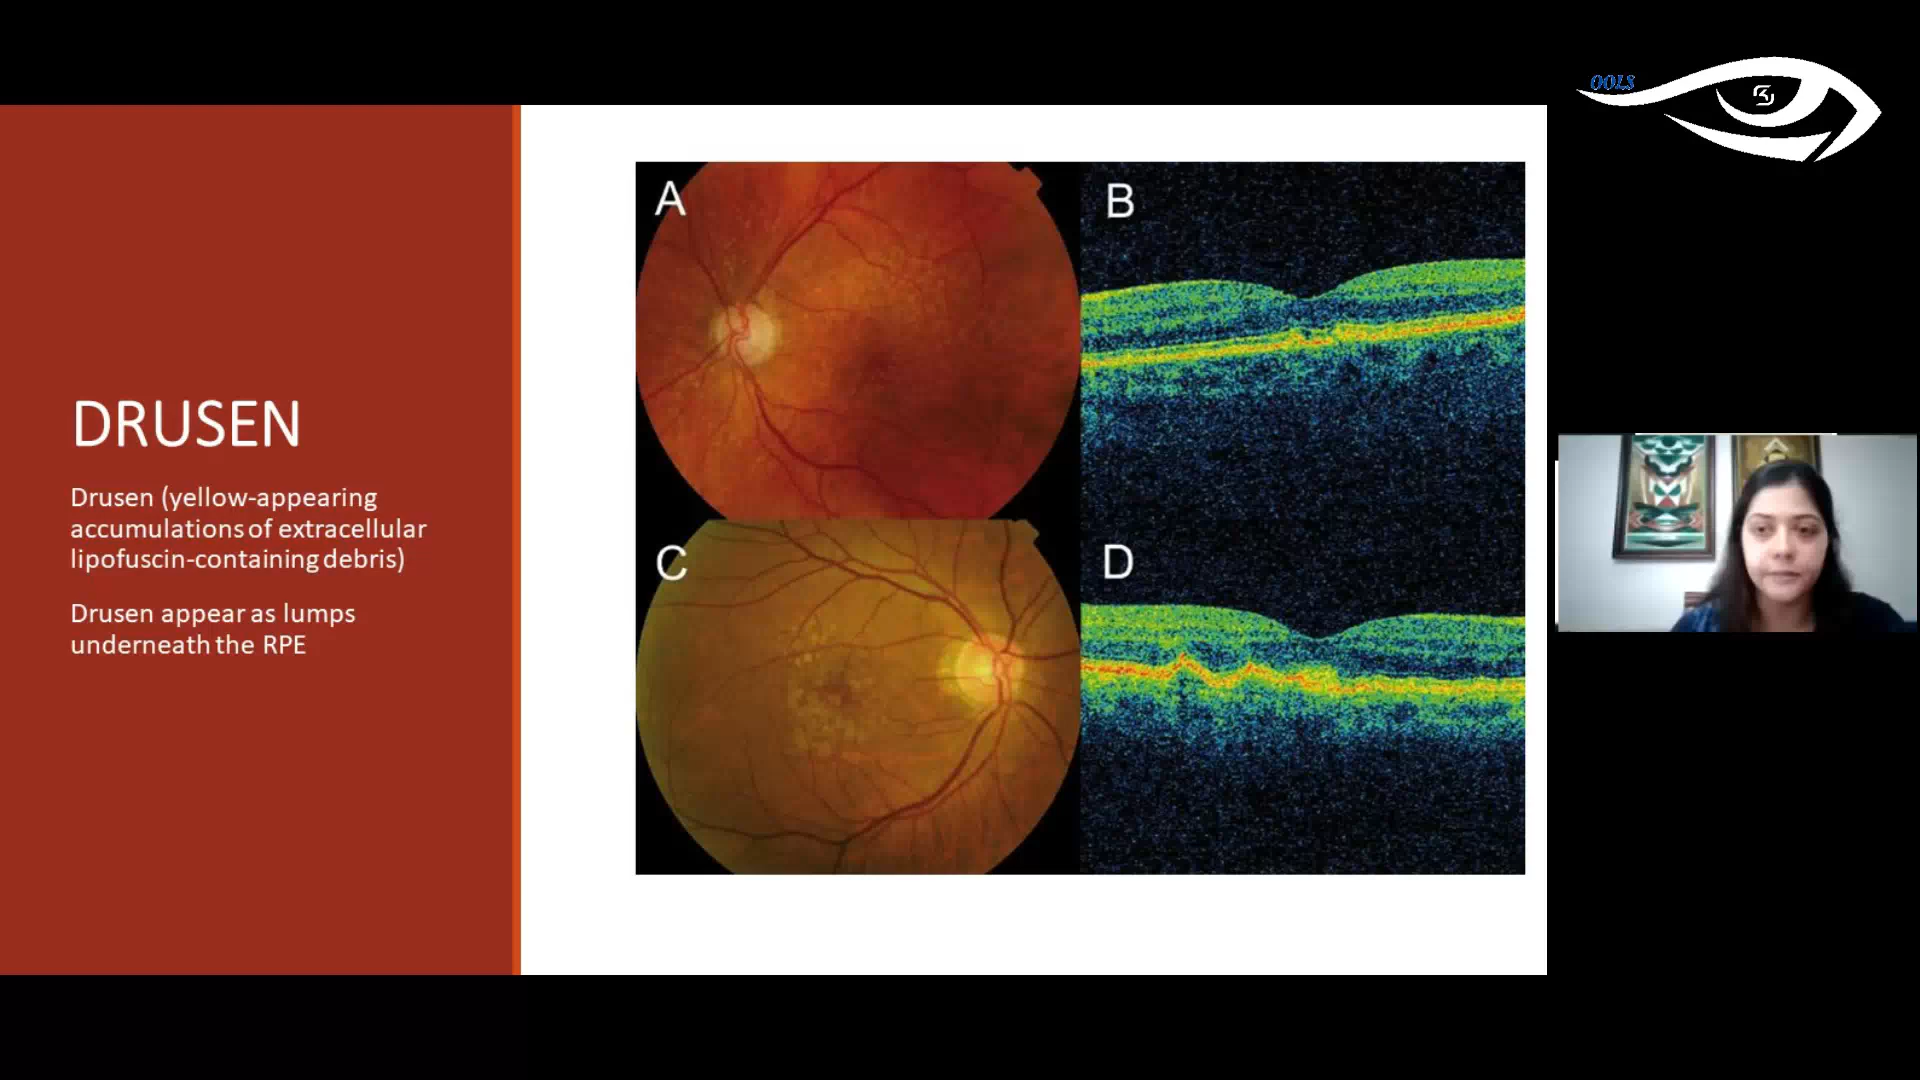 OOLS
DRUSEN
Drusen (yellow-appearing
accumulations of extracellular
lipofuscin-containing debris)
Drusen appear as lumps
underneath the RPE
A
B
C
D